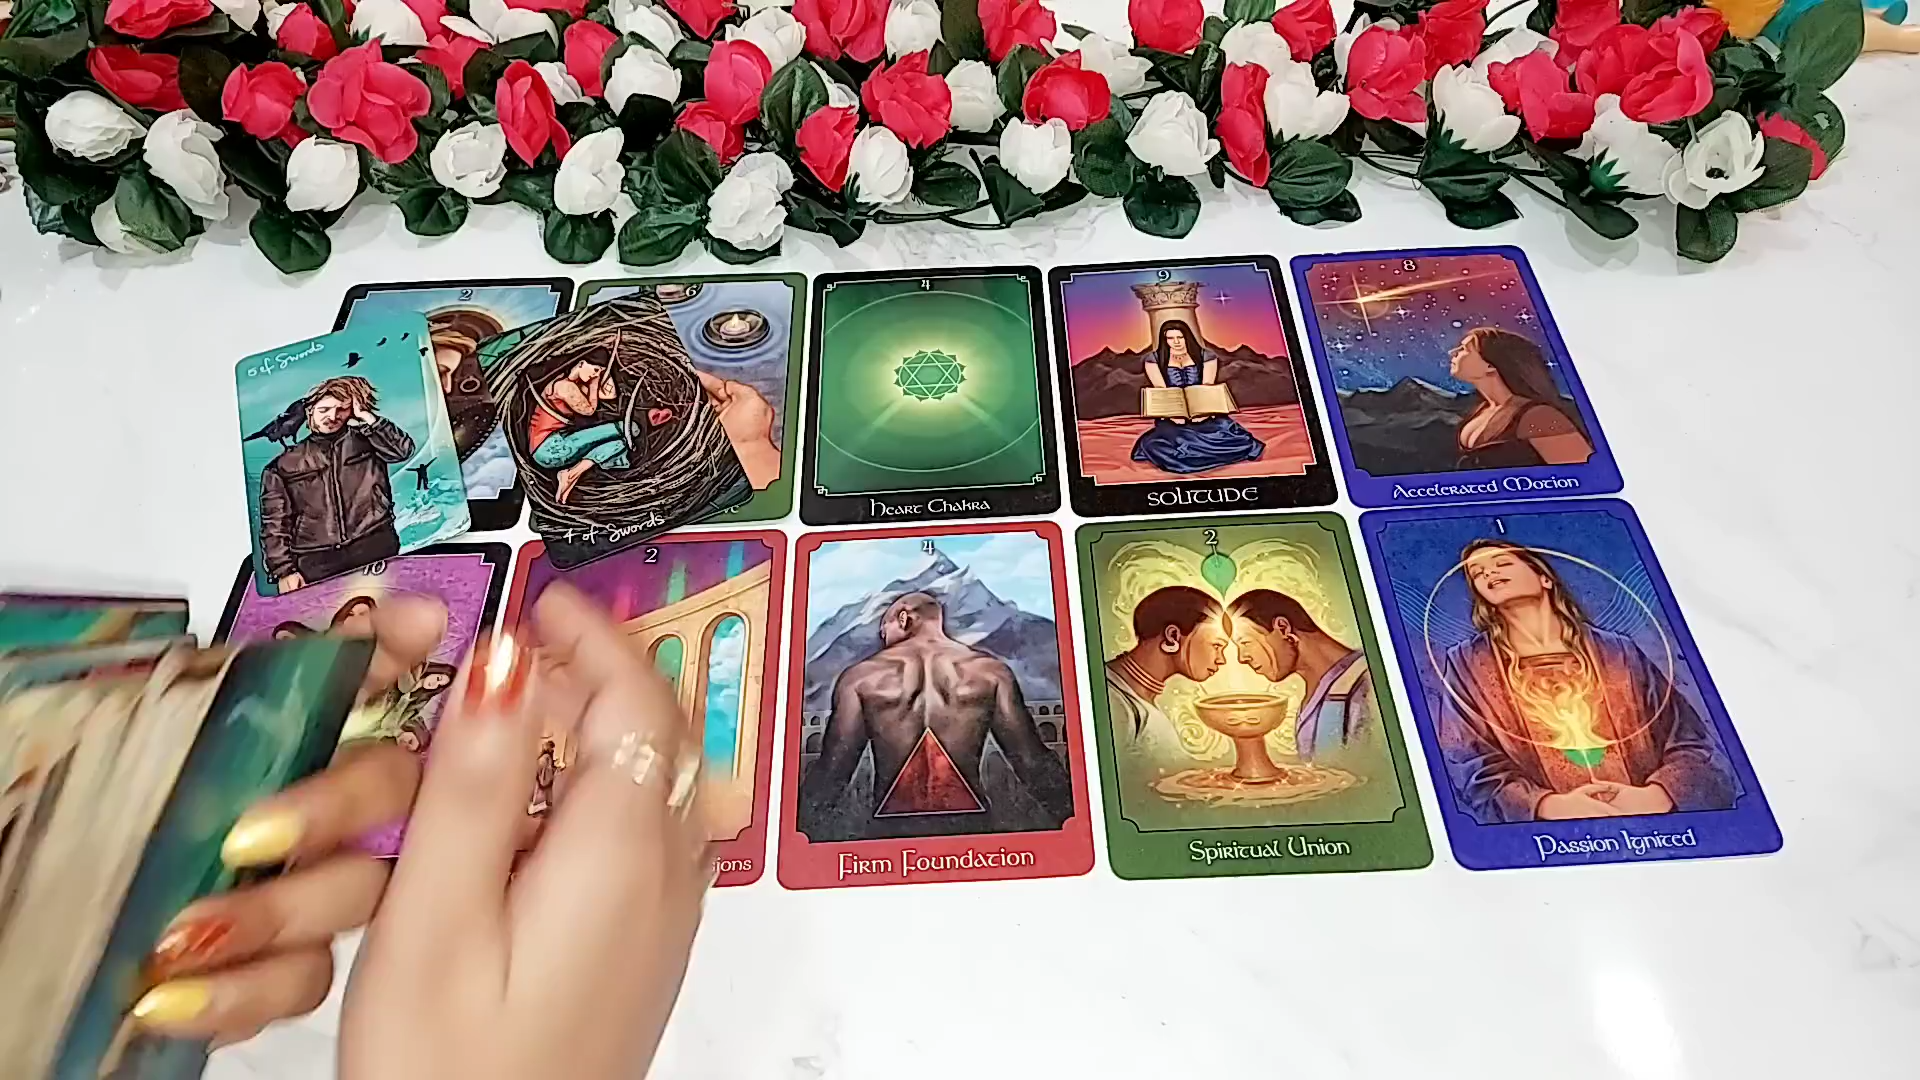 2
6
4
9
8
5 of Swords
4 of Swords
Heart Chakra
SOLITUDE
Accelerated Motion
10
2
4
2
1
Firm Foundation
Spiritual Union
Passion Ignited